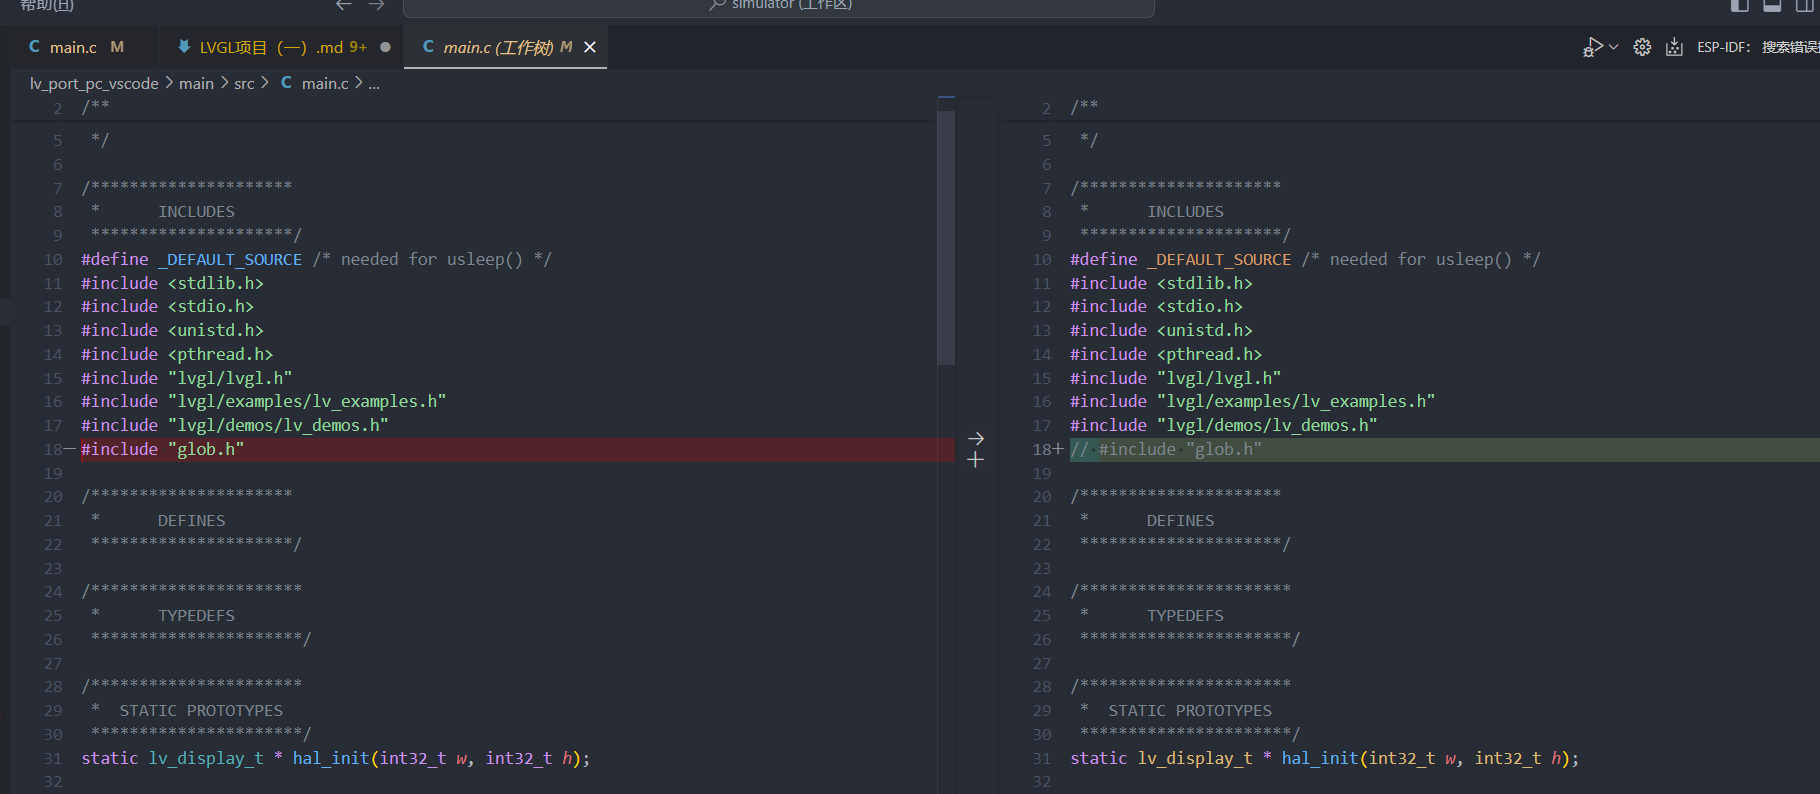 帮助(H)
simulator (工作区)
main.c M
LVGL项目（一）.md 9+
main.c (工作树) M
ESP-IDF: 搜索错误
lv_port_pc_vscode > main > src > C main.c > ...
2 /**
5 */
6
7 /*********************
8 * INCLUDES
9 *********************/
10 #define _DEFAULT_SOURCE /* needed for usleep() */
11 #include <stdlib.h>
12 #include <stdio.h>
13 #include <unistd.h>
14 #include <pthread.h>
15 #include "lvgl/lvgl.h"
16 #include "lvgl/examples/lv_examples.h"
17 #include "lvgl/demos/lv_demos.h"
18− #include "glob.h"
19
20 /*********************
21 * DEFINES
22 *********************/
23
24 /**********************
25 * TYPEDEFS
26 **********************/
27
28 /**********************
29 * STATIC PROTOTYPES
30 **********************/
31 static lv_display_t * hal_init(int32_t w, int32_t h);
32
2 /**
5 */
6
7 /*********************
8 * INCLUDES
9 *********************/
10 #define _DEFAULT_SOURCE /* needed for usleep() */
11 #include <stdlib.h>
12 #include <stdio.h>
13 #include <unistd.h>
14 #include <pthread.h>
15 #include "lvgl/lvgl.h"
16 #include "lvgl/examples/lv_examples.h"
17 #include "lvgl/demos/lv_demos.h"
18+ // #include "glob.h"
19
20 /*********************
21 * DEFINES
22 *********************/
23
24 /**********************
25 * TYPEDEFS
26 **********************/
27
28 /**********************
29 * STATIC PROTOTYPES
30 **********************/
31 static lv_display_t * hal_init(int32_t w, int32_t h);
32